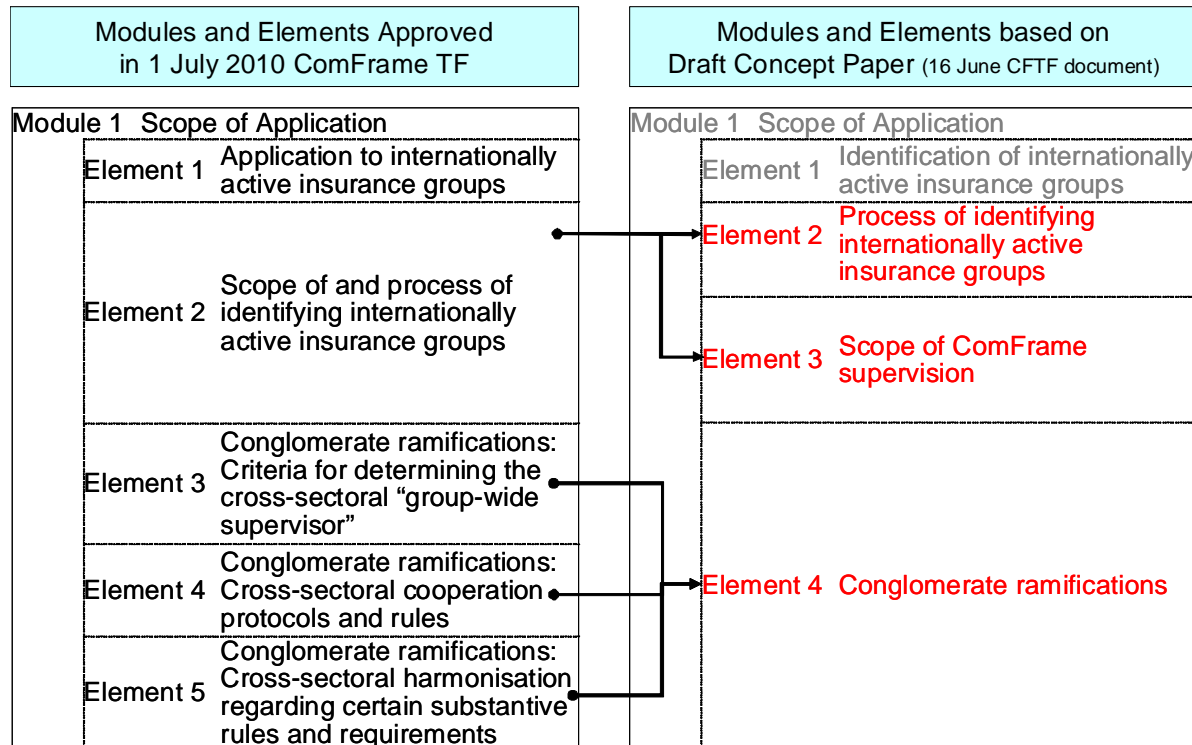 Modules and Elements Approved
in 1 July 2010 ComFrame TF
Modules and Elements based on
Draft Concept Paper (16 June CFTF document)
Module 1 Scope of Application
Element 1 Application to internationally
active insurance groups
Element 2 Scope of and process of
identifying internationally
active insurance groups
Element 3 Conglomerate ramifications:
Criteria for determining the
cross-sectoral “group-wide
supervisor”
Element 4 Conglomerate ramifications:
Cross-sectoral cooperation
protocols and rules
Element 5 Conglomerate ramifications:
Cross-sectoral harmonisation
regarding certain substantive
rules and requirements
Module 1 Scope of Application
Element 1 Identification of internationally
active insurance groups
Element 2 Process of identifying
internationally active
insurance groups
Element 3 Scope of ComFrame
supervision
Element 4 Conglomerate ramifications